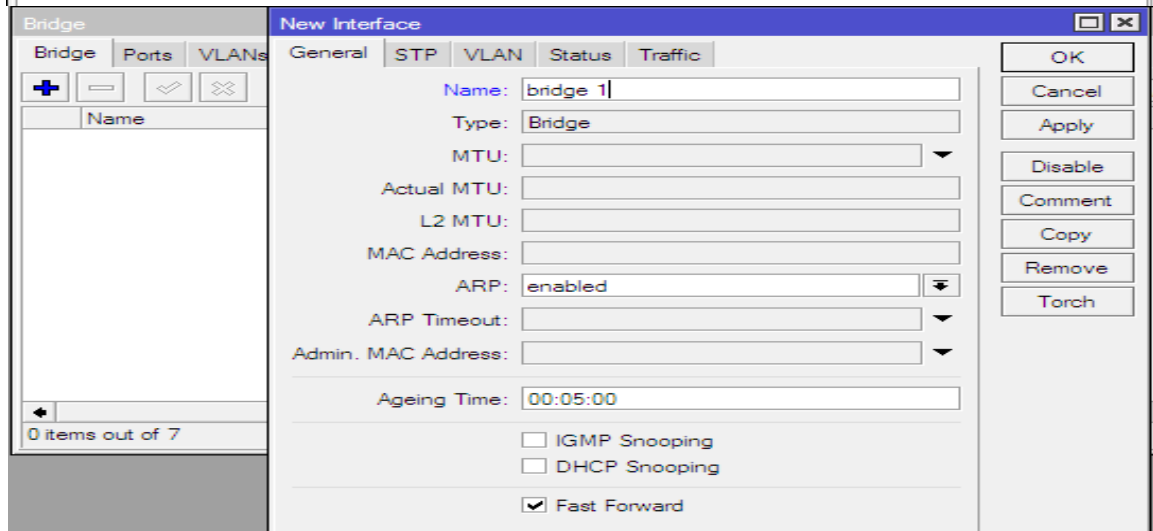 Bridge
Bridge Ports VLANs
Name
0 items out of 7
New Interface
General STP VLAN Status Traffic
Name: bridge 1
Type: Bridge
MTU:
Actual MTU:
L2 MTU:
MAC Address:
ARP: enabled
ARP Timeout:
Admin. MAC Address:
Ageing Time: 00:05:00
IGMP Snooping
DHCP Snooping
Fast Forward
OK
Cancel
Apply
Disable
Comment
Copy
Remove
Torch